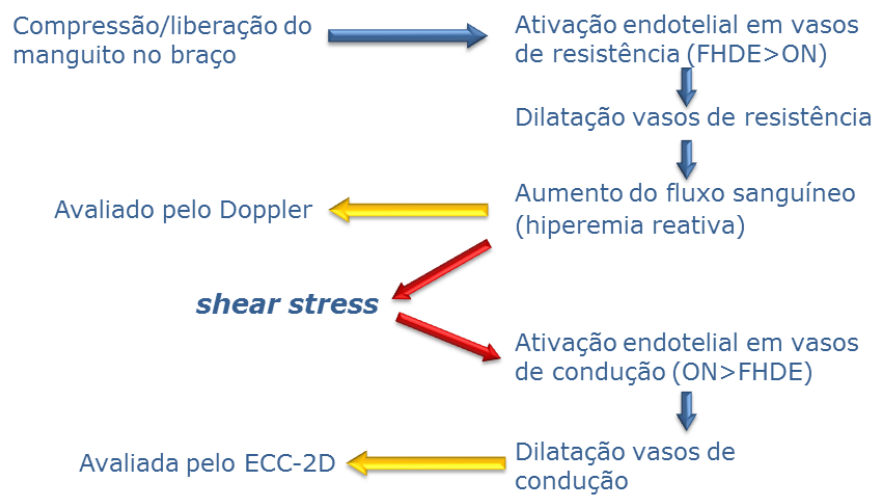 Compressão/liberação do
manguito no braço
Ativação endotelial em vasos
de resistência (FHDE>ON)
Dilatação vasos de resistência
Aumento do fluxo sanguíneo
(hiperemia reativa)
Avaliado pelo Doppler
shear stress
Ativação endotelial em vasos
de condução (ON>FHDE)
Dilatação vasos de
condução
Avaliada pelo ECC-2D